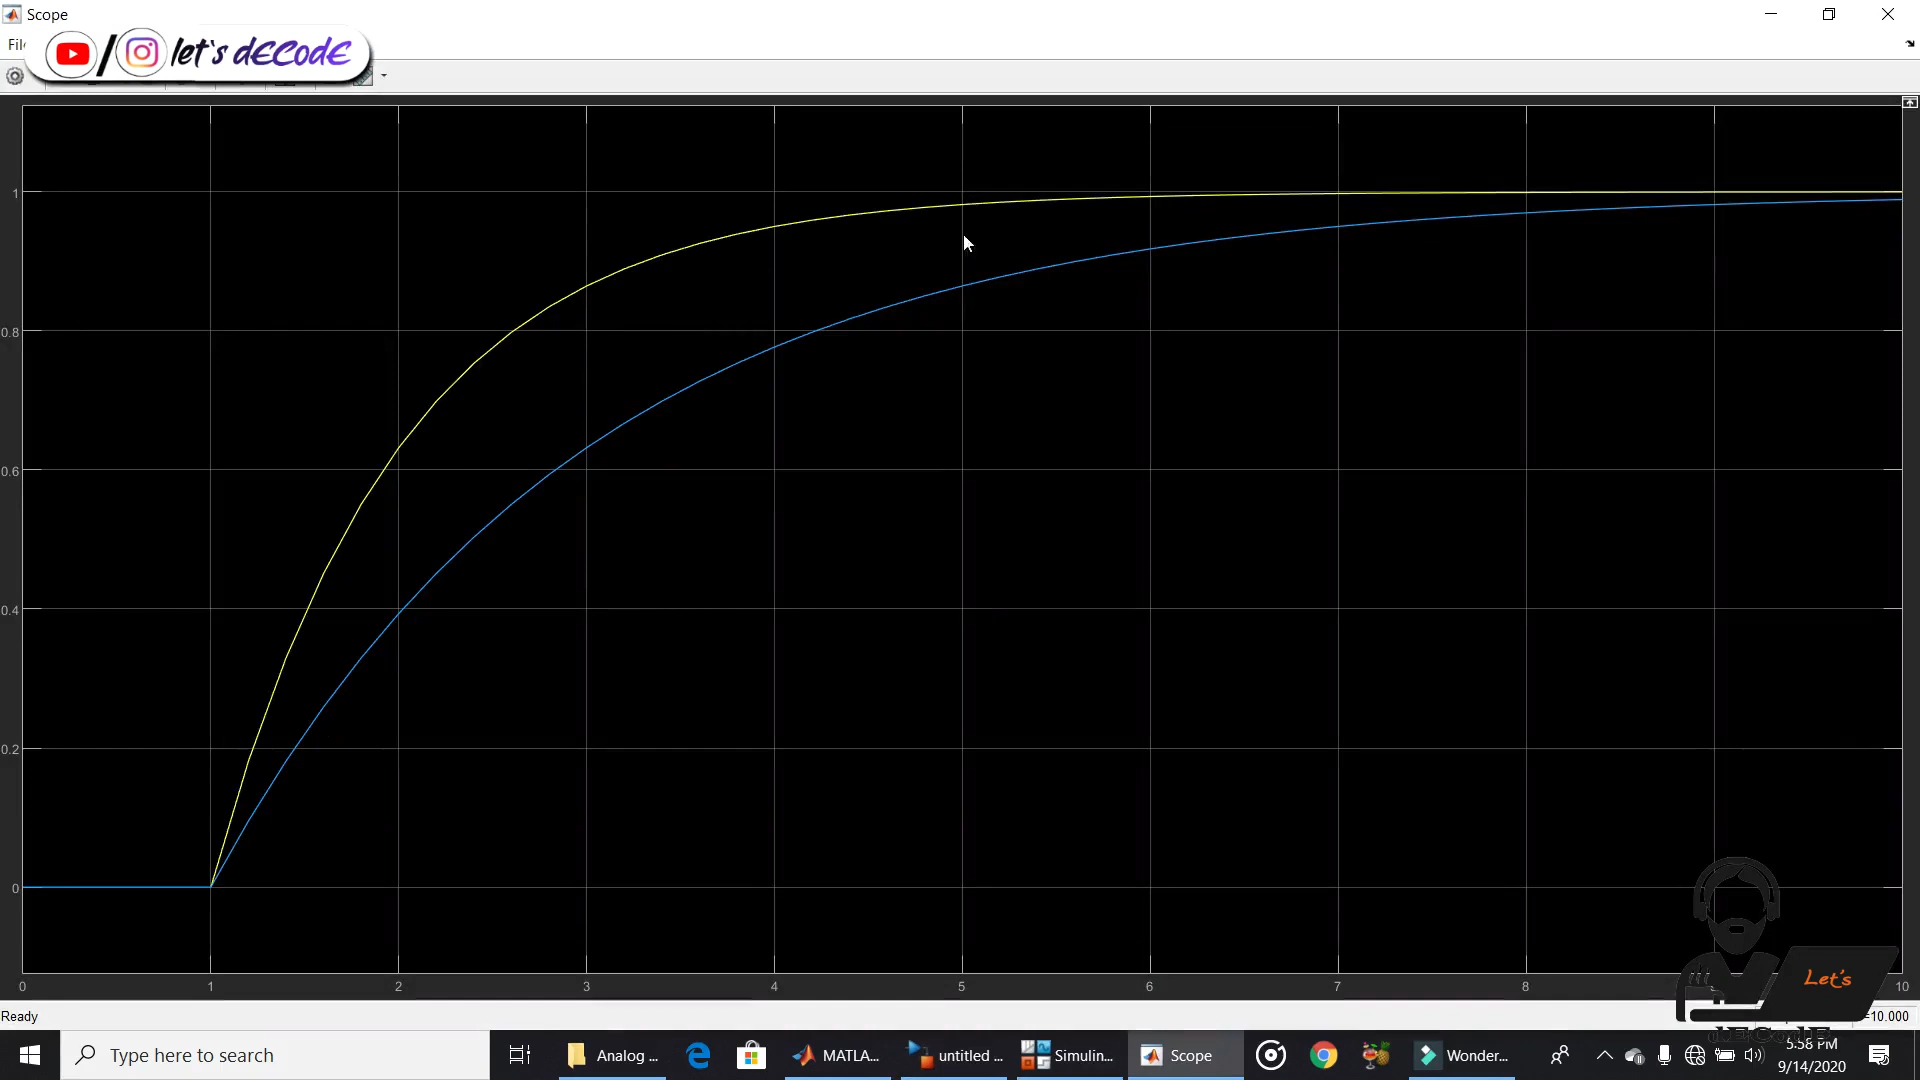 Scope
let's dECodE
1
0.8
0.6
0.4
0.2
0
0 1 2 3 4 5 6 7 8 10
Let's
dECodE
Ready
=10.000
Type here to search
Analog ...
MATLA...
untitled ...
Simulin...
Scope
Wonder...
5:58 PM
9/14/2020